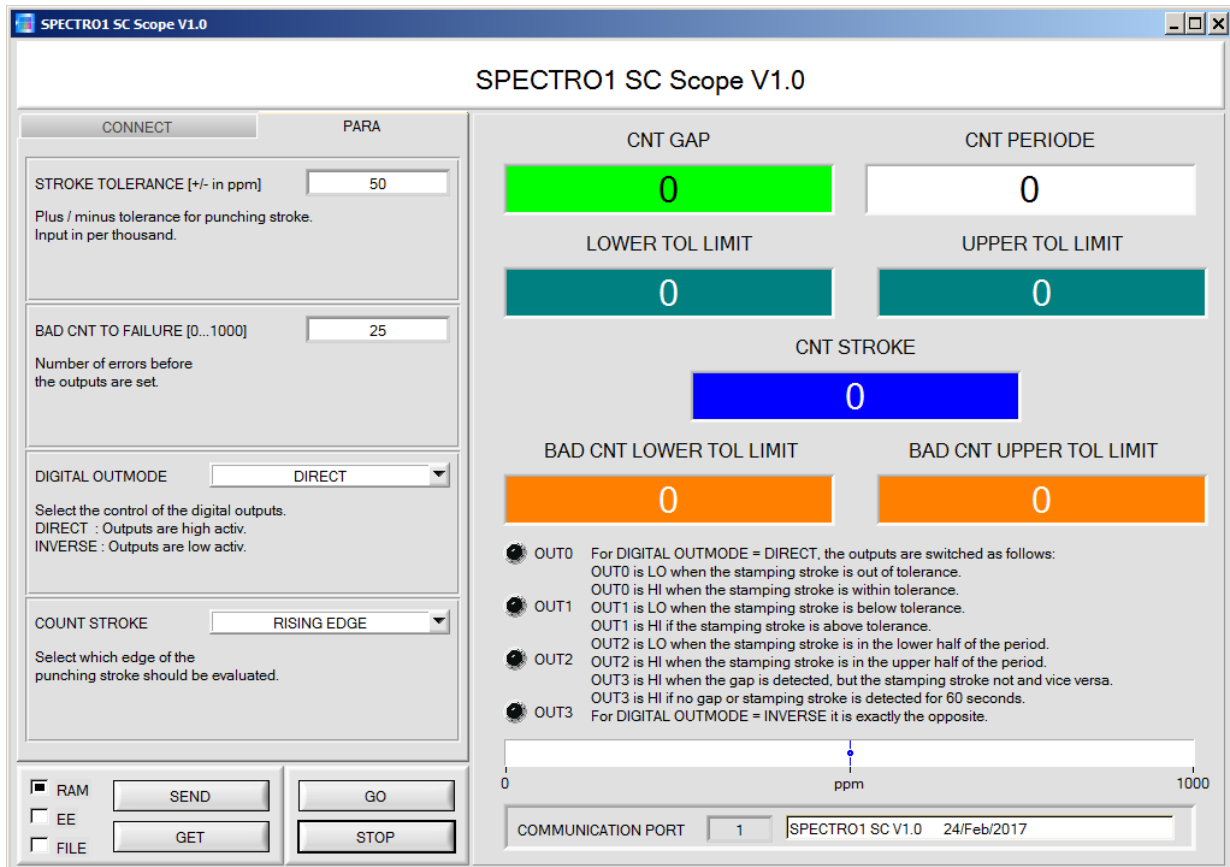 SPECTRO1 SC Scope V1.0
SPECTRO1 SC Scope V1.0
CONNECT
PARA
STROKE TOLERANCE [+/- in ppm]
50
Plus / minus tolerance for punching stroke.
Input in per thousand.
BAD CNT TO FAILURE [0...1000]
25
Number of errors before
the outputs are set.
DIGITAL OUTMODE
DIRECT
Select the control of the digital outputs.
DIRECT : Outputs are high activ.
INVERSE : Outputs are low activ.
COUNT STROKE
RISING EDGE
Select which edge of the
punching stroke should be evaluated.
RAM
EE
FILE
SEND
GET
GO
STOP
CNT GAP
0
CNT PERIODE
0
LOWER TOL LIMIT
0
UPPER TOL LIMIT
0
CNT STROKE
0
BAD CNT LOWER TOL LIMIT
0
BAD CNT UPPER TOL LIMIT
0
OUT0
OUT1
OUT2
OUT3
For DIGITAL OUTMODE = DIRECT, the outputs are switched as follows:
OUT0 is LO when the stamping stroke is out of tolerance.
OUT0 is HI when the stamping stroke is within tolerance.
OUT1 is LO when the stamping stroke is below tolerance.
OUT1 is HI if the stamping stroke is above tolerance.
OUT2 is LO when the stamping stroke is in the lower half of the period.
OUT2 is HI when the stamping stroke is in the upper half of the period.
OUT3 is HI when the gap is detected, but the stamping stroke not and vice versa.
OUT3 is HI if no gap or stamping stroke is detected for 60 seconds.
For DIGITAL OUTMODE = INVERSE it is exactly the opposite.
0
ppm
1000
COMMUNICATION PORT
1
SPECTRO1 SC V1.0 24/Feb/2017